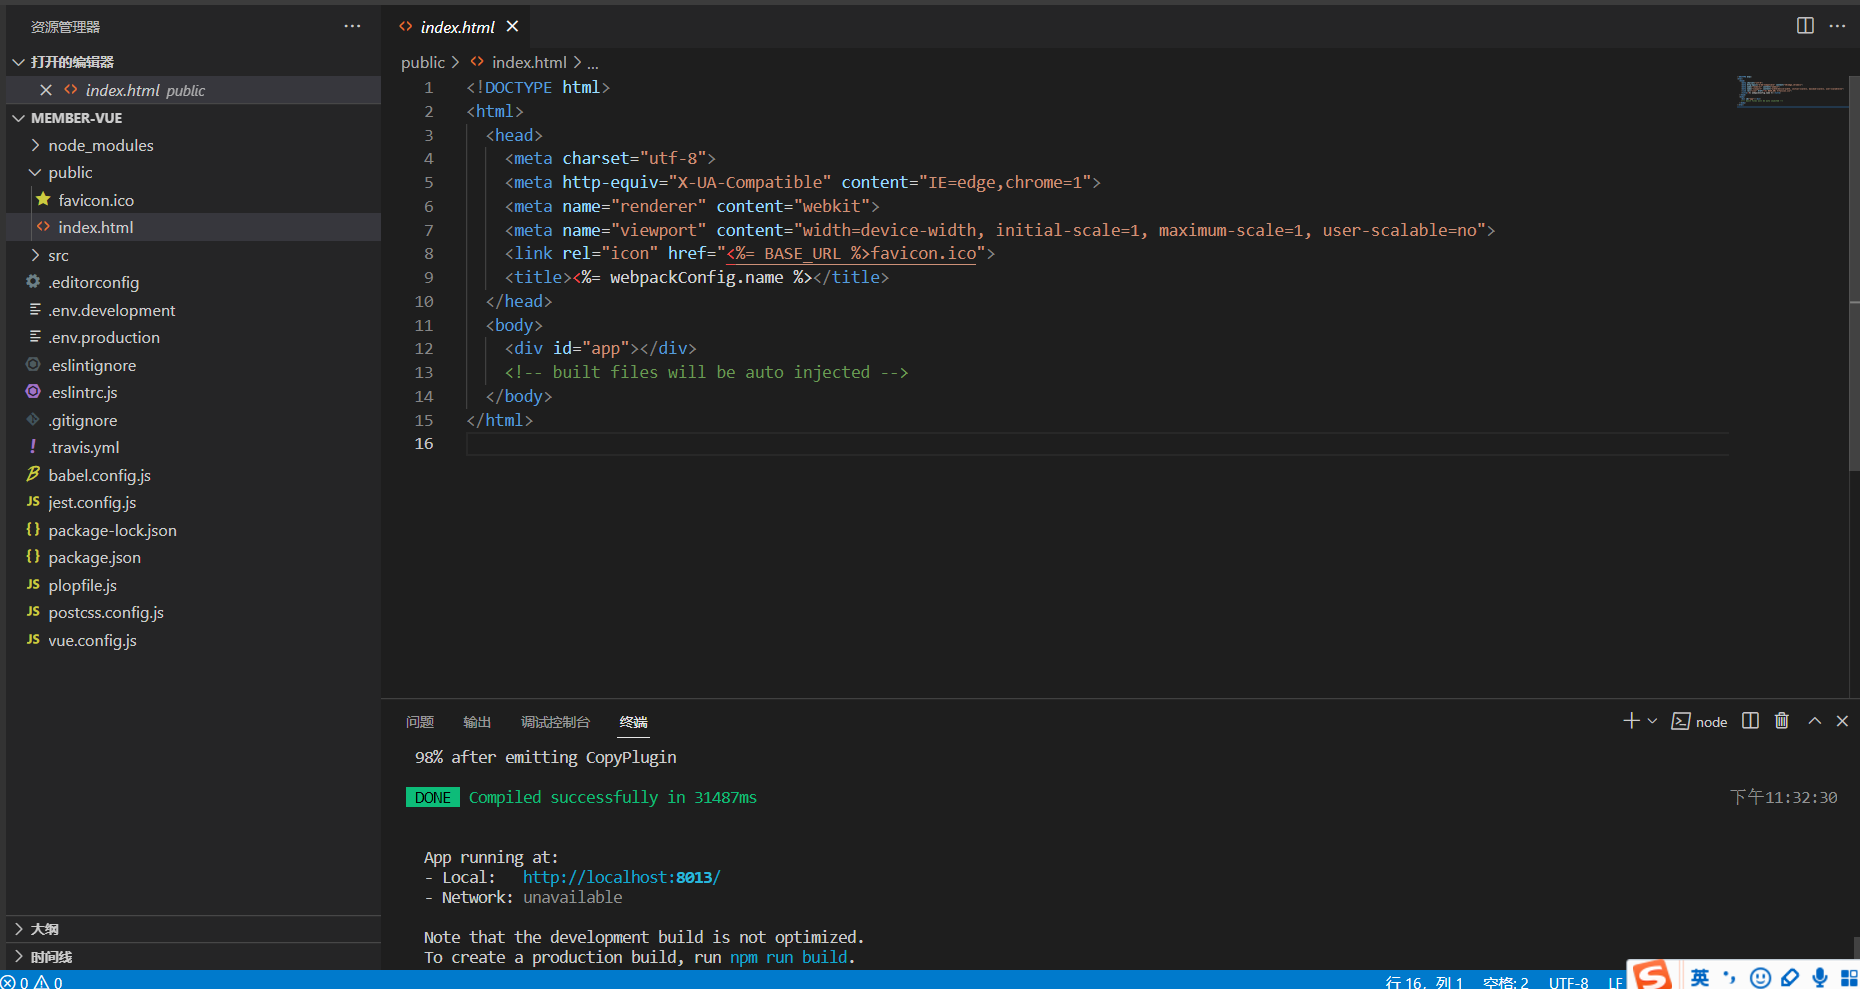 资源管理器
打开的编辑器
index.html public
MEMBER-VUE
node_modules
public
favicon.ico
index.html
src
.editorconfig
.env.development
.env.production
.eslintignore
.eslintrc.js
.gitignore
.travis.yml
babel.config.js
jest.config.js
package-lock.json
package.json
plopfile.js
postcss.config.js
vue.config.js
大纲
时间线
index.html
public > index.html > ...
1 <!DOCTYPE html>
2 <html>
3 <head>
4 <meta charset="utf-8">
5 <meta http-equiv="X-UA-Compatible" content="IE=edge,chrome=1">
6 <meta name="renderer" content="webkit">
7 <meta name="viewport" content="width=device-width, initial-scale=1, maximum-scale=1, user-scalable=no">
8 <link rel="icon" href="<%= BASE_URL %>favicon.ico">
9 <title><%= webpackConfig.name %></title>
10 </head>
11 <body>
12 <div id="app"></div>
13 <!-- built files will be auto injected -->
14 </body>
15 </html>
16
问题 输出 调试控制台 终端
node
98% after emitting CopyPlugin
DONE Compiled successfully in 31487ms 下午11:32:30
App running at:
- Local: http://localhost:8013/
- Network: unavailable
Note that the development build is not optimized.
To create a production build, run npm run build.
0 0 行 16，列 1 空格: 2 UTF-8 LF
英